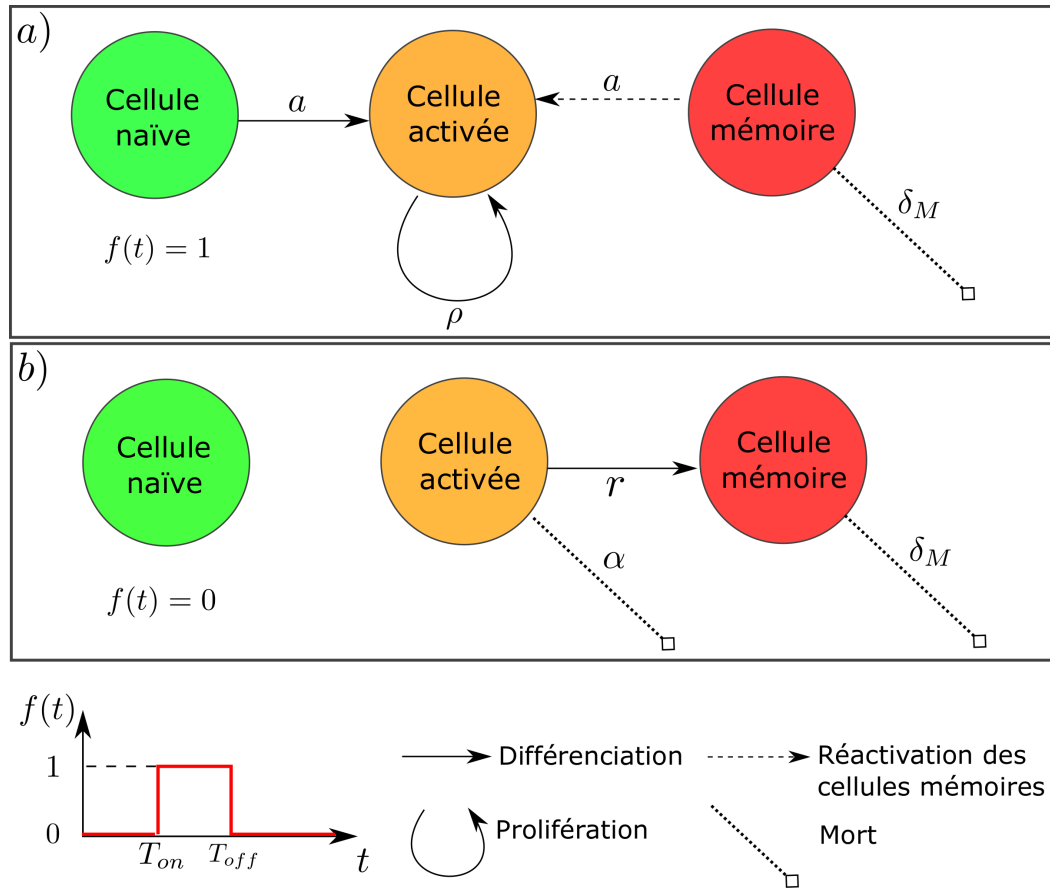 a)
Cellule
naïve
a
Cellule
activée
a
Cellule
mémoire
δ_M
f(t) = 1
ρ
b)
Cellule
naïve
Cellule
activée
r
Cellule
mémoire
α
δ_M
f(t) = 0
f(t)
1
0
T_on
T_off
t
Différenciation
Réactivation des
cellules mémoires
Prolifération
Mort